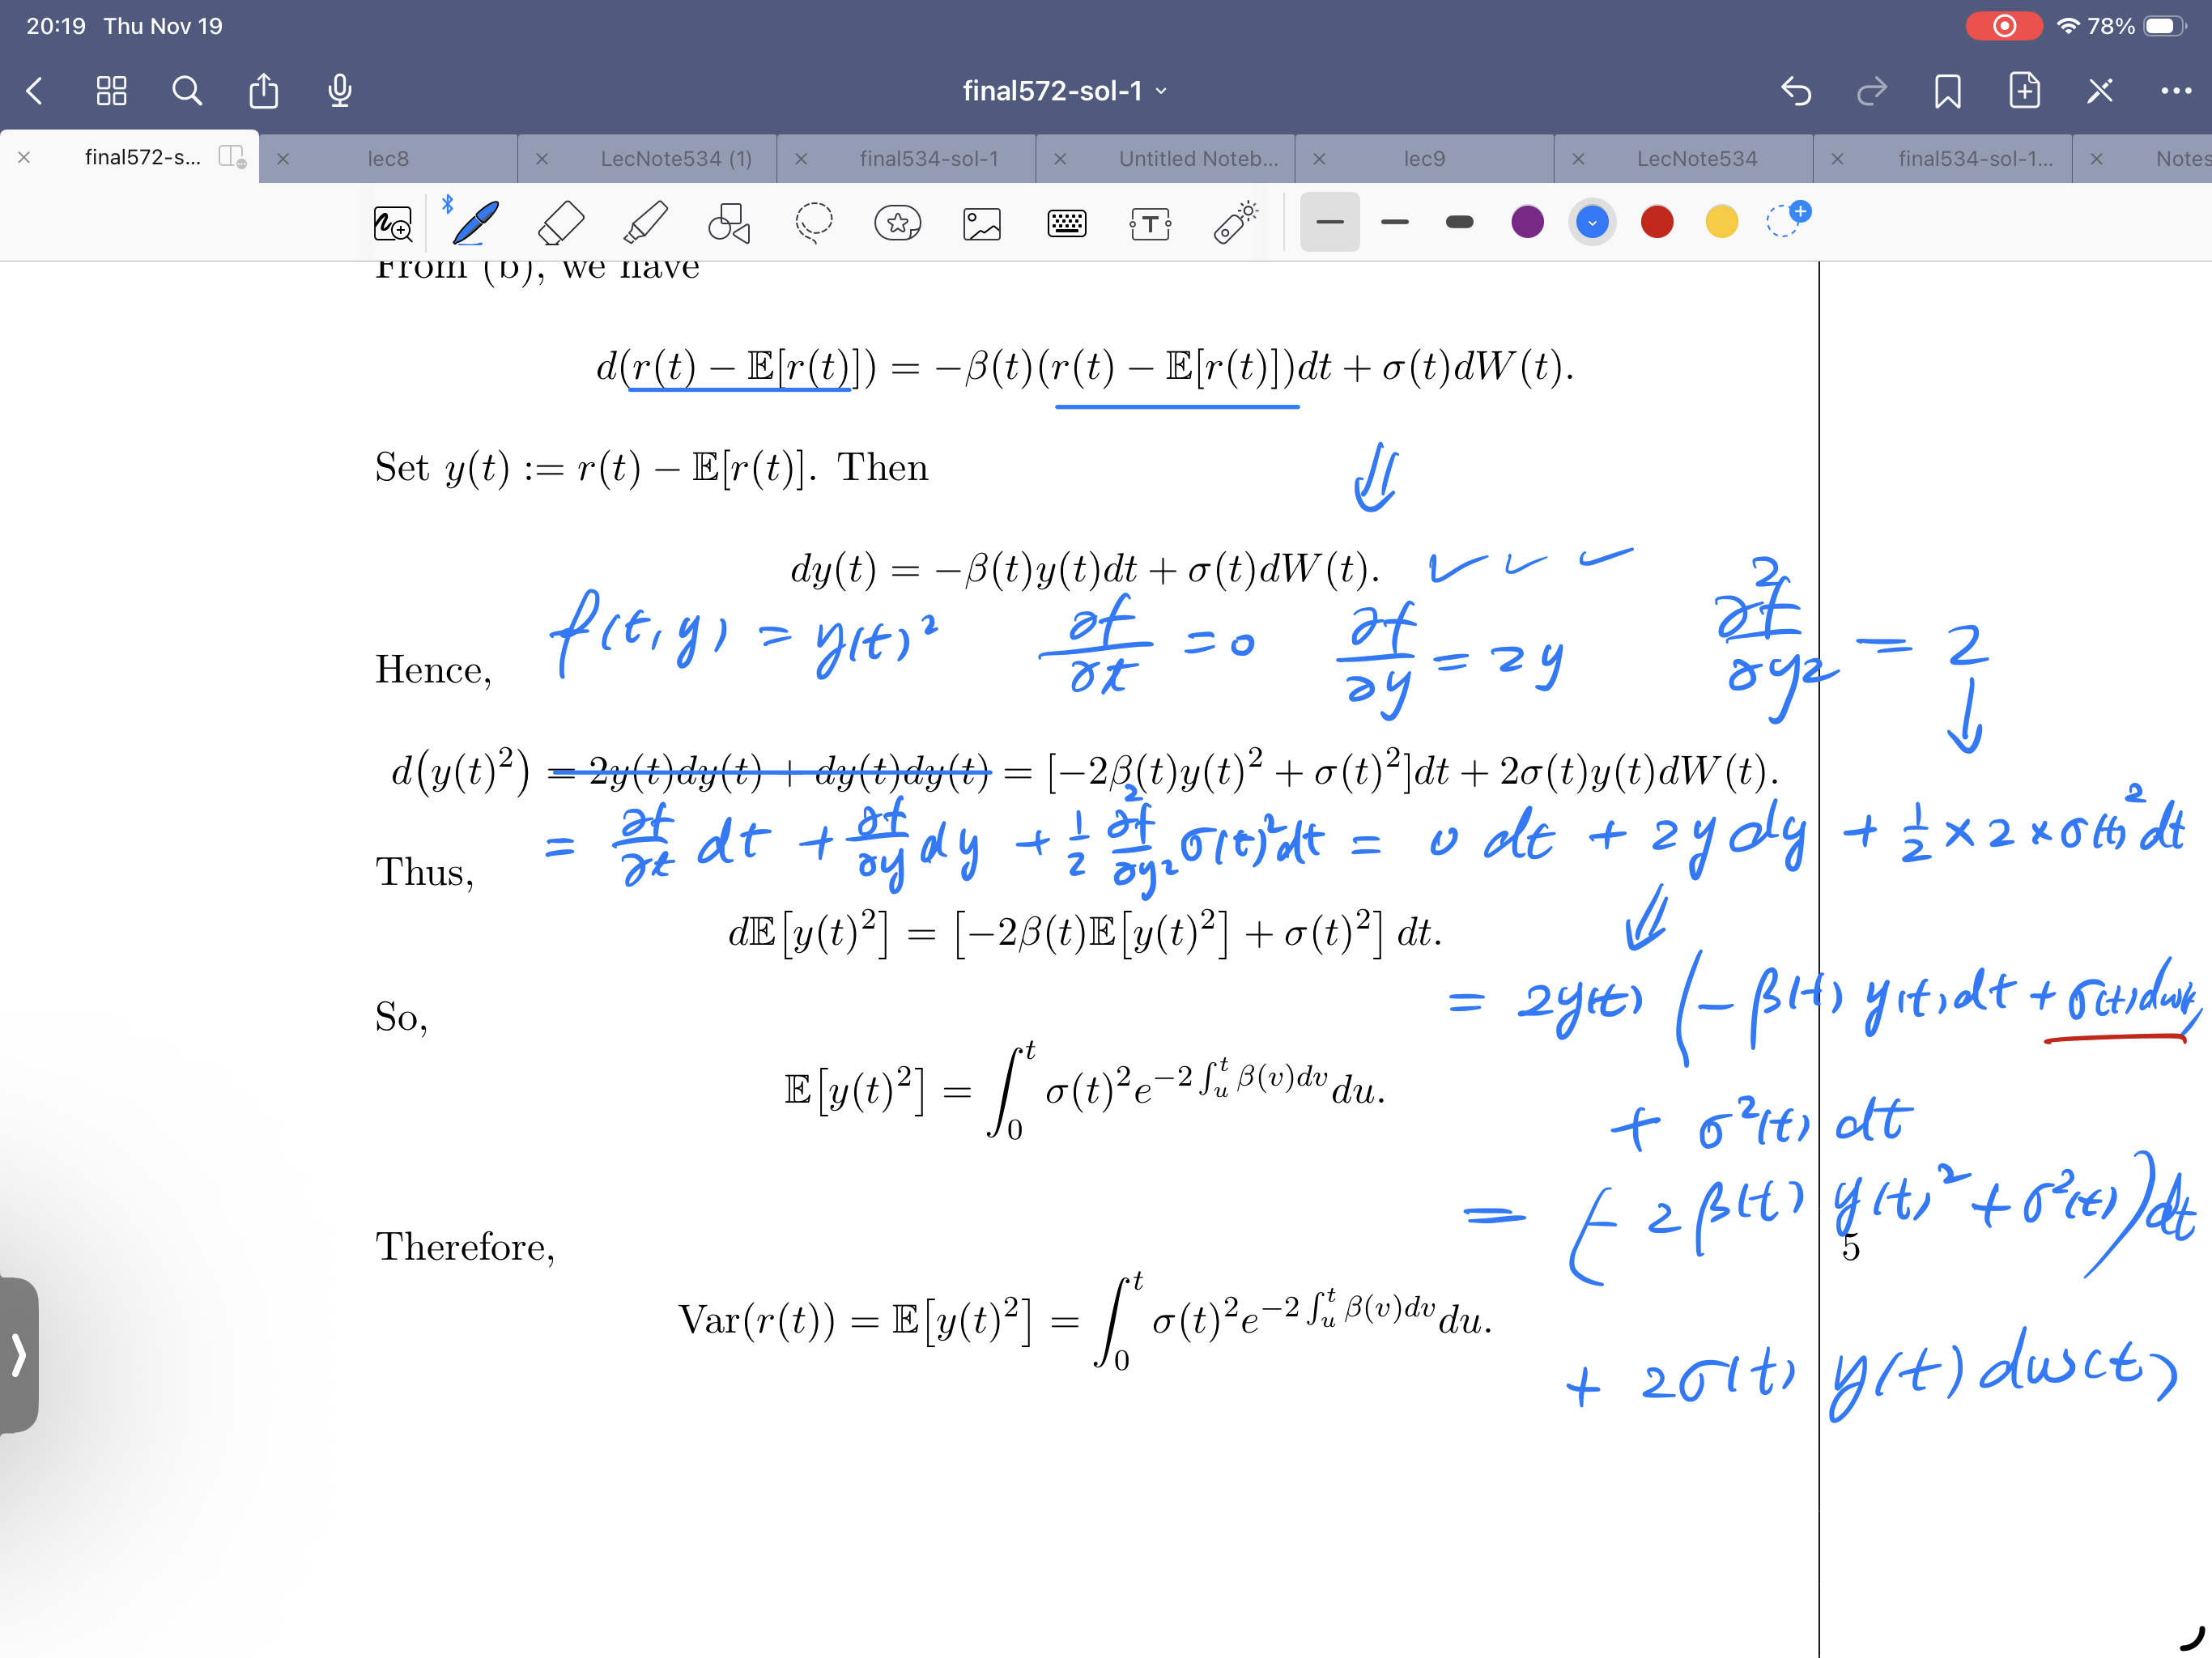 20:19 Thu Nov 19
78%
final572-sol-1
final572-s...
lec8
LecNote534 (1)
final534-sol-1
Untitled Noteb...
lec9
LecNote534
final534-sol-1...
Notes
T
From (b), we have
d(r(t) − 𝔼[r(t)]) = −β(t)(r(t) − 𝔼[r(t)])dt + σ(t)dW(t).
Set y(t) := r(t) − 𝔼[r(t)]. Then
⇓
dy(t) = −β(t)y(t)dt + σ(t)dW(t). ✓ ✓ ✓
f(t, y) = y(t)² ∂f/∂t = 0 ∂f/∂y = 2y ∂²f/∂y² = 2
Hence,
↓
d(y(t)²) = 2y(t)dy(t) + dy(t)dy(t) = [−2β(t)y(t)² + σ(t)²]dt + 2σ(t)y(t)dW(t).
= ∂f/∂t dt + ∂f/∂y dy + 1/2 ∂²f/∂y² σ(t)²dt = 0 dt + 2y dy + 1/2 × 2 × σ(t)²dt
Thus,
⇓
d𝔼[y(t)²] = [−2β(t)𝔼[y(t)²] + σ(t)²] dt.
= 2y(t) (− β(t) y(t)dt + σ(t)dw(t)
So,
𝔼[y(t)²] = ∫₀ᵗ σ(t)²e^{−2∫ᵤᵗ β(v)dv}du.
+ σ²(t) dt
= (− 2β(t) y(t)² + σ²(t))dt
Therefore,
5
Var(r(t)) = 𝔼[y(t)²] = ∫₀ᵗ σ(t)²e^{−2∫ᵤᵗ β(v)dv}du.
+ 2σ(t) y(t) dw(t)